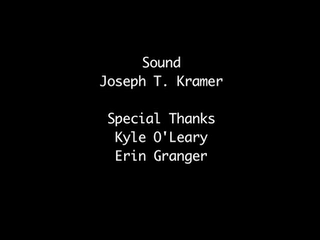 Sound
Joseph T. Kramer
Special Thanks
Kyle O'Leary
Erin Granger